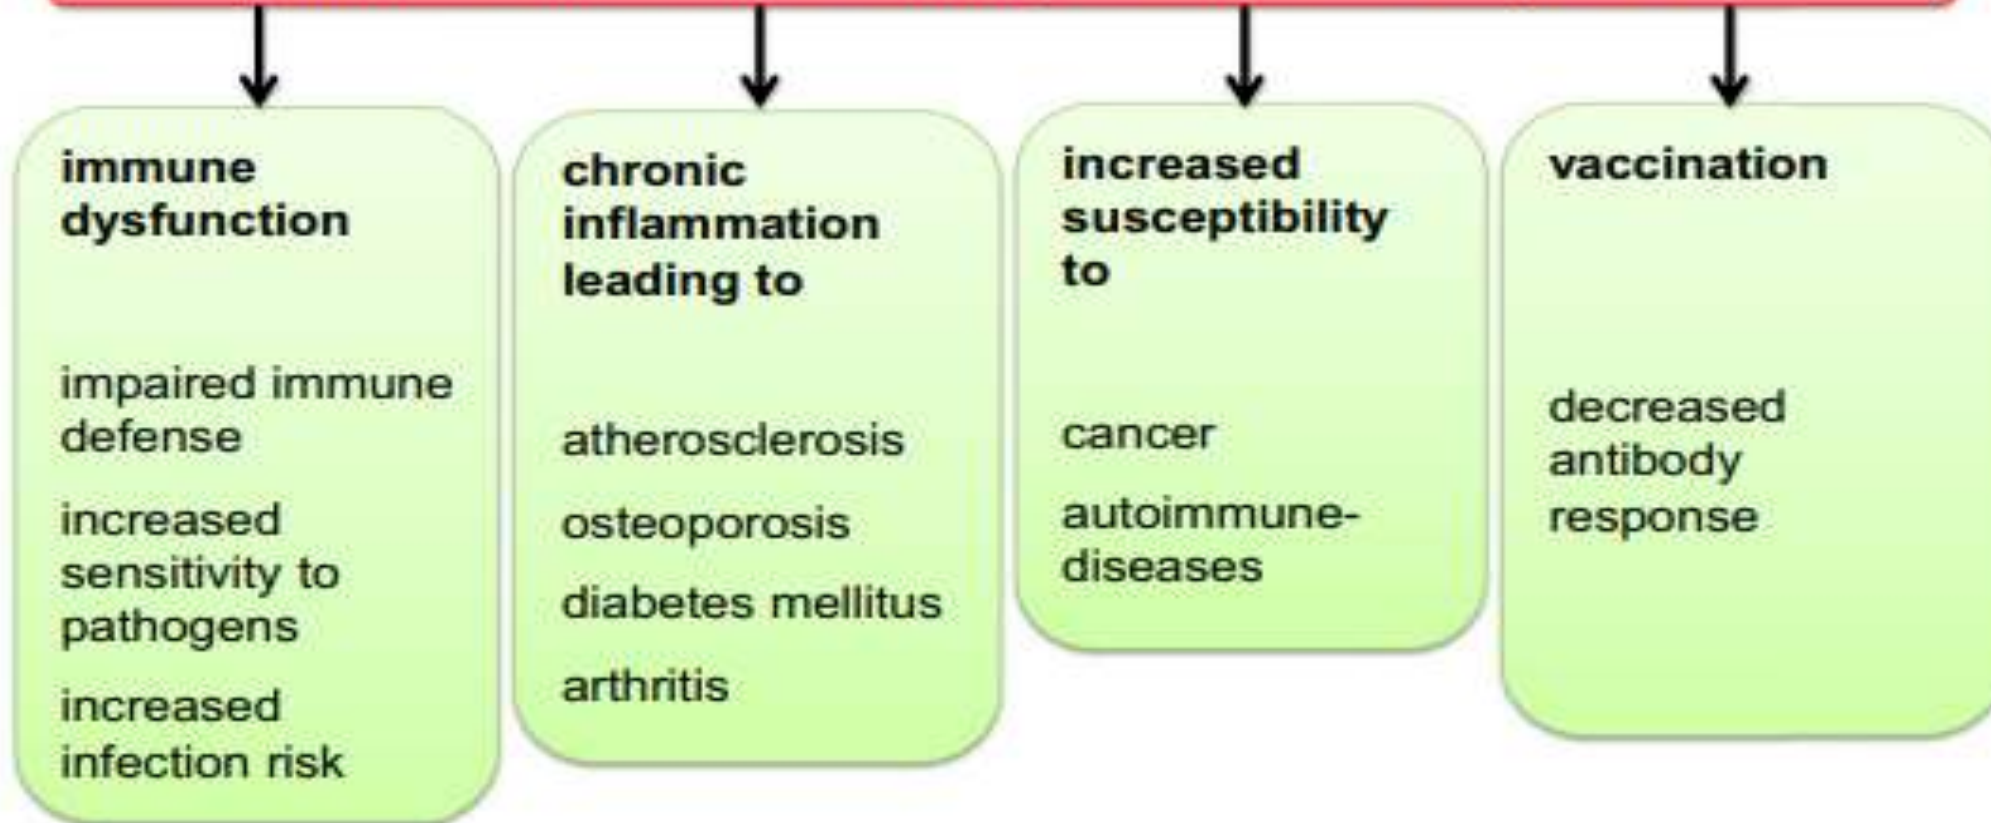 immune
dysfunction
impaired immune
defense
increased
sensitivity to
pathogens
increased
infection risk
chronic
inflammation
leading to
atherosclerosis
osteoporosis
diabetes mellitus
arthritis
increased
susceptibility
to
cancer
autoimmune-
diseases
vaccination
decreased
antibody
response